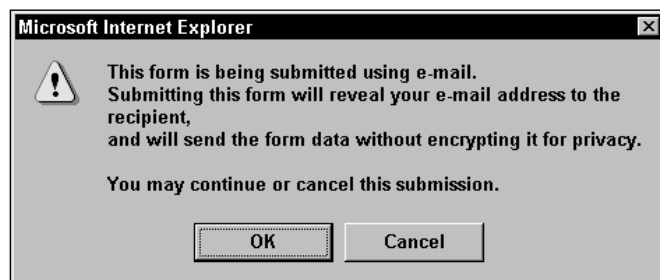 Microsoft Internet Explorer
This form is being submitted using e-mail.
Submitting this form will reveal your e-mail address to the
recipient,
and will send the form data without encrypting it for privacy.
You may continue or cancel this submission.
OK Cancel